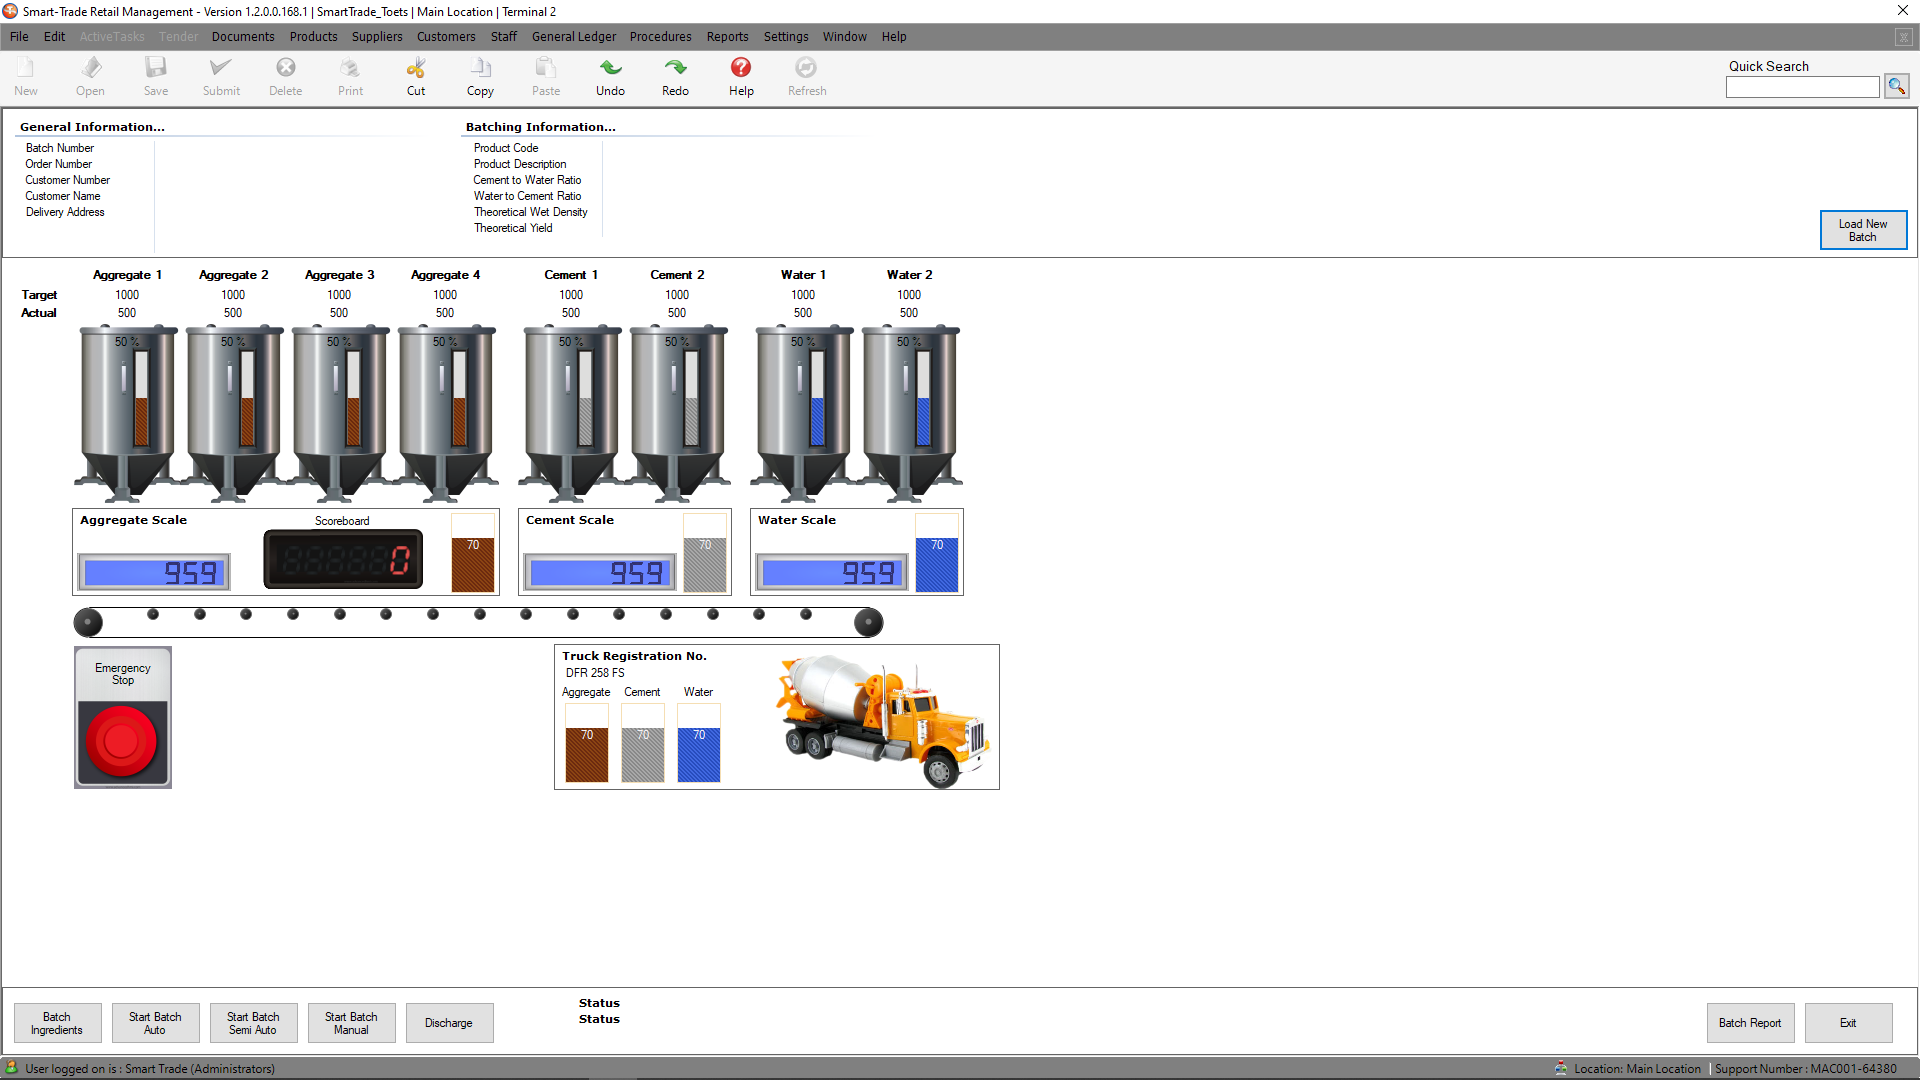 Smart-Trade Retail Management - Version 1.2.0.0.168.1 | SmartTrade_Toets | Main Location | Terminal 2
File Edit ActiveTasks Tender Documents Products Suppliers Customers Staff General Ledger Procedures Reports Settings Window Help
New Open Save Submit Delete Print Cut Copy Paste Undo Redo Help Refresh
Quick Search
General Information...
Batch Number
Order Number
Customer Number
Customer Name
Delivery Address
Batching Information...
Product Code
Product Description
Cement to Water Ratio
Water to Cement Ratio
Theoretical Wet Density
Theoretical Yield
Load New
Batch
Aggregate 1 Aggregate 2 Aggregate 3 Aggregate 4 Cement 1 Cement 2 Water 1 Water 2
Target 1000 1000 1000 1000 1000 1000 1000 1000
Actual 500 500 500 500 500 500 500 500
50 % 50 % 50 % 50 % 50 % 50 % 50 % 50 %
Aggregate Scale
959
Scoreboard
0
70
Cement Scale
959
70
Water Scale
959
70
Emergency
Stop
Truck Registration No.
DFR 258 FS
Aggregate Cement Water
70 70 70
Batch
Ingredients
Start Batch
Auto
Start Batch
Semi Auto
Start Batch
Manual
Discharge
Status
Status
Batch Report
Exit
User logged on is : Smart Trade (Administrators)
Location: Main Location | Support Number : MAC001-64380